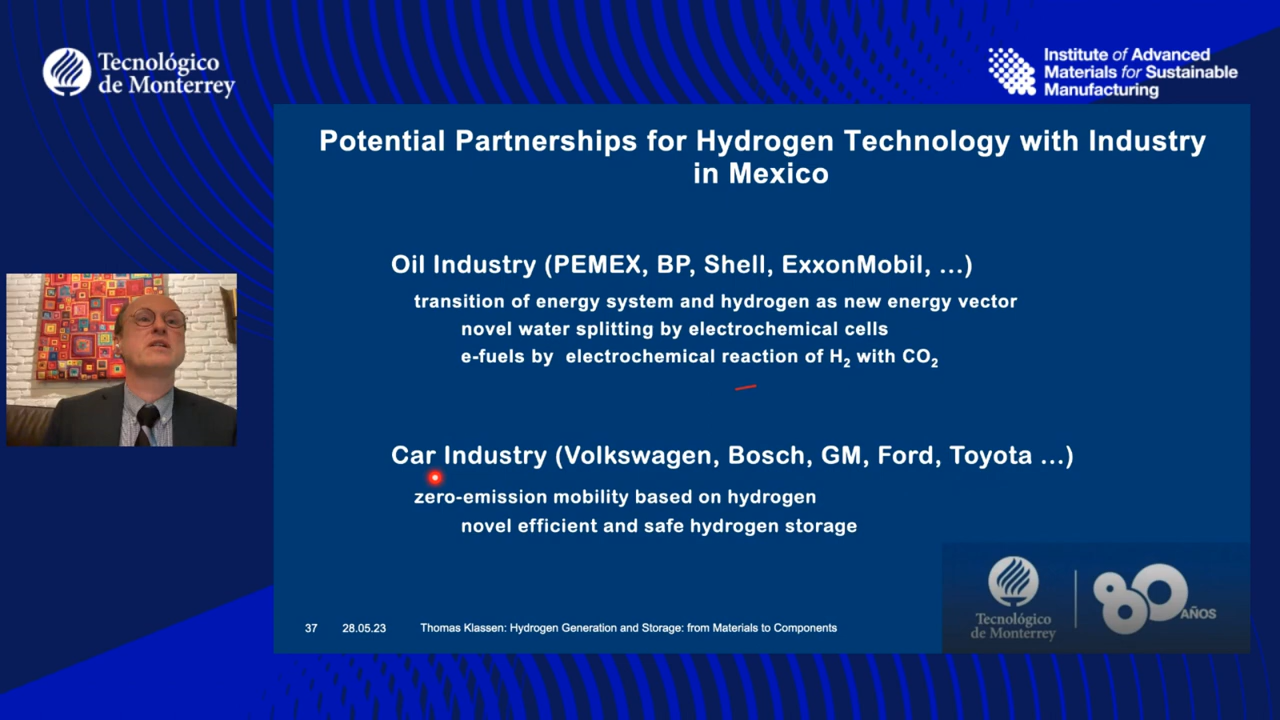 Tecnológico
de Monterrey
Institute of Advanced
Materials for Sustainable
Manufacturing
Potential Partnerships for Hydrogen Technology with Industry
in Mexico
Oil Industry (PEMEX, BP, Shell, ExxonMobil, ...)
transition of energy system and hydrogen as new energy vector
novel water splitting by electrochemical cells
e-fuels by electrochemical reaction of H₂ with CO₂
Car Industry (Volkswagen, Bosch, GM, Ford, Toyota ...)
zero-emission mobility based on hydrogen
novel efficient and safe hydrogen storage
Tecnológico
de Monterrey
80 AÑOS
37 28.05.23 Thomas Klassen: Hydrogen Generation and Storage: from Materials to Components